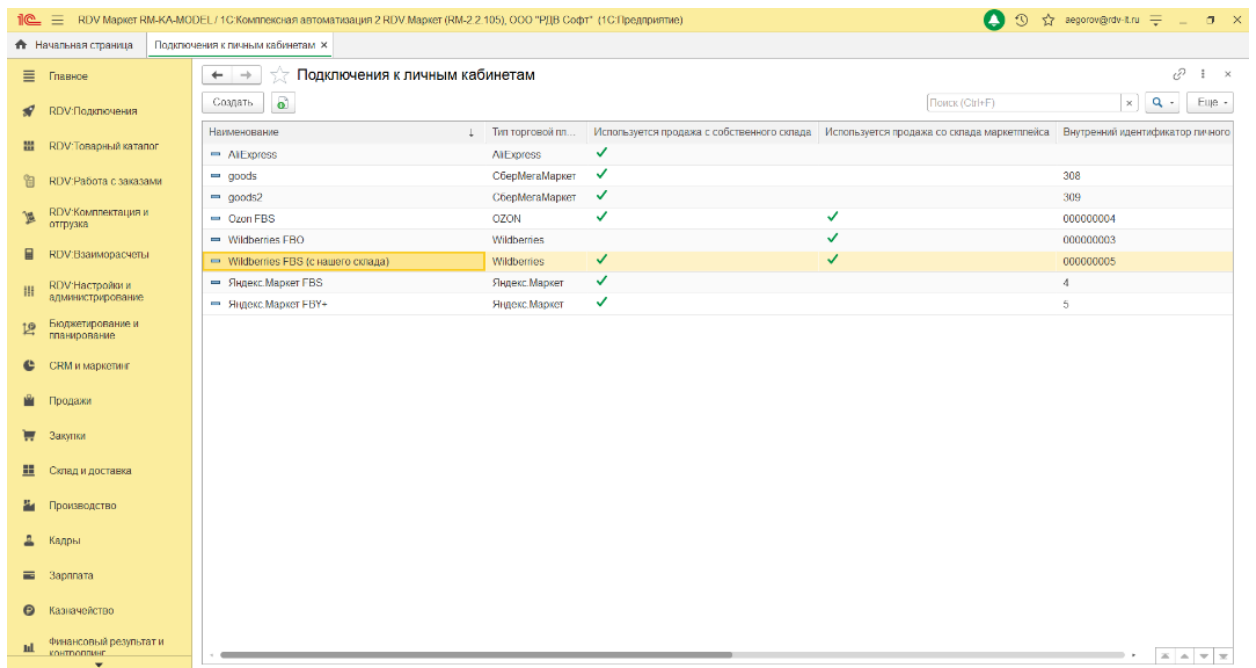 1С RDV Маркет RM-KA-MODEL / 1С:Комплексная автоматизация 2 RDV Маркет (RM-2.2.105), ООО "РДВ Софт" (1С:Предприятие) aegorov@rdv-it.ru
Начальная страница Подключения к личным кабинетам ×
Главное
RDV:Подключения
RDV:Товарный каталог
RDV:Работа с заказами
RDV:Комплектация и
отгрузка
RDV:Взаиморасчеты
RDV:Настройки и
администрирование
Бюджетирование и
планирование
CRM и маркетинг
Продажи
Закупки
Склад и доставка
Производство
Кадры
Зарплата
Казначейство
Финансовый результат и
контроллинг
Подключения к личным кабинетам
Создать Поиск (Ctrl+F) × Еще
Наименование ↓ Тип торговой пл... Используется продажа с собственного склада Используется продажа со склада маркетплейса Внутренний идентификатор личного
AliExpress AliExpress ✓
goods СберМегаМаркет ✓ 308
goods2 СберМегаМаркет ✓ 309
Ozon FBS OZON ✓ ✓ 000000004
Wildberries FBO Wildberries ✓ 000000003
Wildberries FBS (с нашего склада) Wildberries ✓ ✓ 000000005
Яндекс.Маркет FBS Яндекс.Маркет ✓ 4
Яндекс.Маркет FBY+ Яндекс.Маркет ✓ 5